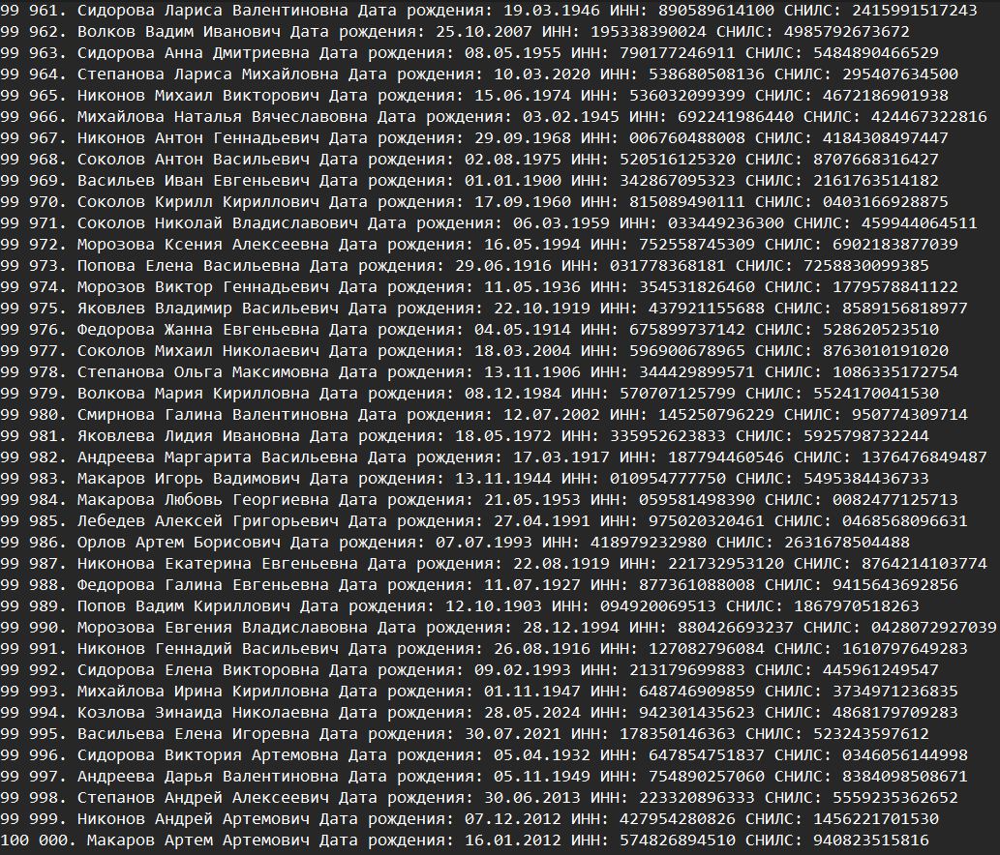 99 961. Сидорова Лариса Валентиновна Дата рождения: 19.03.1946 ИНН: 890589614100 СНИЛС: 2415991517243
99 962. Волков Вадим Иванович Дата рождения: 25.10.2007 ИНН: 195338390024 СНИЛС: 4985792673672
99 963. Сидорова Анна Дмитриевна Дата рождения: 08.05.1955 ИНН: 790177246911 СНИЛС: 5484890466529
99 964. Степанова Лариса Михайловна Дата рождения: 10.03.2020 ИНН: 538680508136 СНИЛС: 295407634500
99 965. Никонов Михаил Викторович Дата рождения: 15.06.1974 ИНН: 536032099399 СНИЛС: 4672186901938
99 966. Михайлова Наталья Вячеславовна Дата рождения: 03.02.1945 ИНН: 692241986440 СНИЛС: 424467322816
99 967. Никонов Антон Геннадьевич Дата рождения: 29.09.1968 ИНН: 006760488008 СНИЛС: 4184308497447
99 968. Соколов Антон Васильевич Дата рождения: 02.08.1975 ИНН: 520516125320 СНИЛС: 8707668316427
99 969. Васильев Иван Евгеньевич Дата рождения: 01.01.1900 ИНН: 342867095323 СНИЛС: 2161763514182
99 970. Соколов Кирилл Кириллович Дата рождения: 17.09.1960 ИНН: 815089490111 СНИЛС: 0403166928875
99 971. Соколов Николай Владиславович Дата рождения: 06.03.1959 ИНН: 033449236300 СНИЛС: 459944064511
99 972. Морозова Ксения Алексеевна Дата рождения: 16.05.1994 ИНН: 752558745309 СНИЛС: 6902183877039
99 973. Попова Елена Васильевна Дата рождения: 29.06.1916 ИНН: 031778368181 СНИЛС: 7258830099385
99 974. Морозов Виктор Геннадьевич Дата рождения: 11.05.1936 ИНН: 354531826460 СНИЛС: 1779578841122
99 975. Яковлев Владимир Васильевич Дата рождения: 22.10.1919 ИНН: 437921155688 СНИЛС: 8589156818977
99 976. Федорова Жанна Евгеньевна Дата рождения: 04.05.1914 ИНН: 675899737142 СНИЛС: 528620523510
99 977. Соколов Михаил Николаевич Дата рождения: 18.03.2004 ИНН: 596900678965 СНИЛС: 8763010191020
99 978. Степанова Ольга Максимовна Дата рождения: 13.11.1906 ИНН: 344429899571 СНИЛС: 1086335172754
99 979. Волкова Мария Кирилловна Дата рождения: 08.12.1984 ИНН: 570707125799 СНИЛС: 5524170041530
99 980. Смирнова Галина Валентиновна Дата рождения: 12.07.2002 ИНН: 145250796229 СНИЛС: 950774309714
99 981. Яковлева Лидия Ивановна Дата рождения: 18.05.1972 ИНН: 335952623833 СНИЛС: 5925798732244
99 982. Андреева Маргарита Васильевна Дата рождения: 17.03.1917 ИНН: 187794460546 СНИЛС: 1376476849487
99 983. Макаров Игорь Вадимович Дата рождения: 13.11.1944 ИНН: 010954777750 СНИЛС: 5495384436733
99 984. Макарова Любовь Георгиевна Дата рождения: 21.05.1953 ИНН: 059581498390 СНИЛС: 0082477125713
99 985. Лебедев Алексей Григорьевич Дата рождения: 27.04.1991 ИНН: 975020320461 СНИЛС: 0468568096631
99 986. Орлов Артем Борисович Дата рождения: 07.07.1993 ИНН: 418979232980 СНИЛС: 2631678504488
99 987. Никонова Екатерина Евгеньевна Дата рождения: 22.08.1919 ИНН: 221732953120 СНИЛС: 8764214103774
99 988. Федорова Галина Евгеньевна Дата рождения: 11.07.1927 ИНН: 877361088008 СНИЛС: 9415643692856
99 989. Попов Вадим Кириллович Дата рождения: 12.10.1903 ИНН: 094920069513 СНИЛС: 1867970518263
99 990. Морозова Евгения Владиславовна Дата рождения: 28.12.1994 ИНН: 880426693237 СНИЛС: 0428072927039
99 991. Никонов Геннадий Васильевич Дата рождения: 26.08.1916 ИНН: 127082796084 СНИЛС: 1610797649283
99 992. Сидорова Елена Викторовна Дата рождения: 09.02.1993 ИНН: 213179699883 СНИЛС: 445961249547
99 993. Михайлова Ирина Кирилловна Дата рождения: 01.11.1947 ИНН: 648746909859 СНИЛС: 3734971236835
99 994. Козлова Зинаида Николаевна Дата рождения: 28.05.2024 ИНН: 942301435623 СНИЛС: 4868179709283
99 995. Васильева Елена Игоревна Дата рождения: 30.07.2021 ИНН: 178350146363 СНИЛС: 523243597612
99 996. Сидорова Виктория Артемовна Дата рождения: 05.04.1932 ИНН: 647854751837 СНИЛС: 0346056144998
99 997. Андреева Дарья Валентиновна Дата рождения: 05.11.1949 ИНН: 754890257060 СНИЛС: 8384098508671
99 998. Степанов Андрей Алексеевич Дата рождения: 30.06.2013 ИНН: 223320896333 СНИЛС: 5559235362652
99 999. Никонов Андрей Артемович Дата рождения: 07.12.2012 ИНН: 427954280826 СНИЛС: 1456221701530
100 000. Макаров Артем Артемович Дата рождения: 16.01.2012 ИНН: 574826894510 СНИЛС: 940823515816